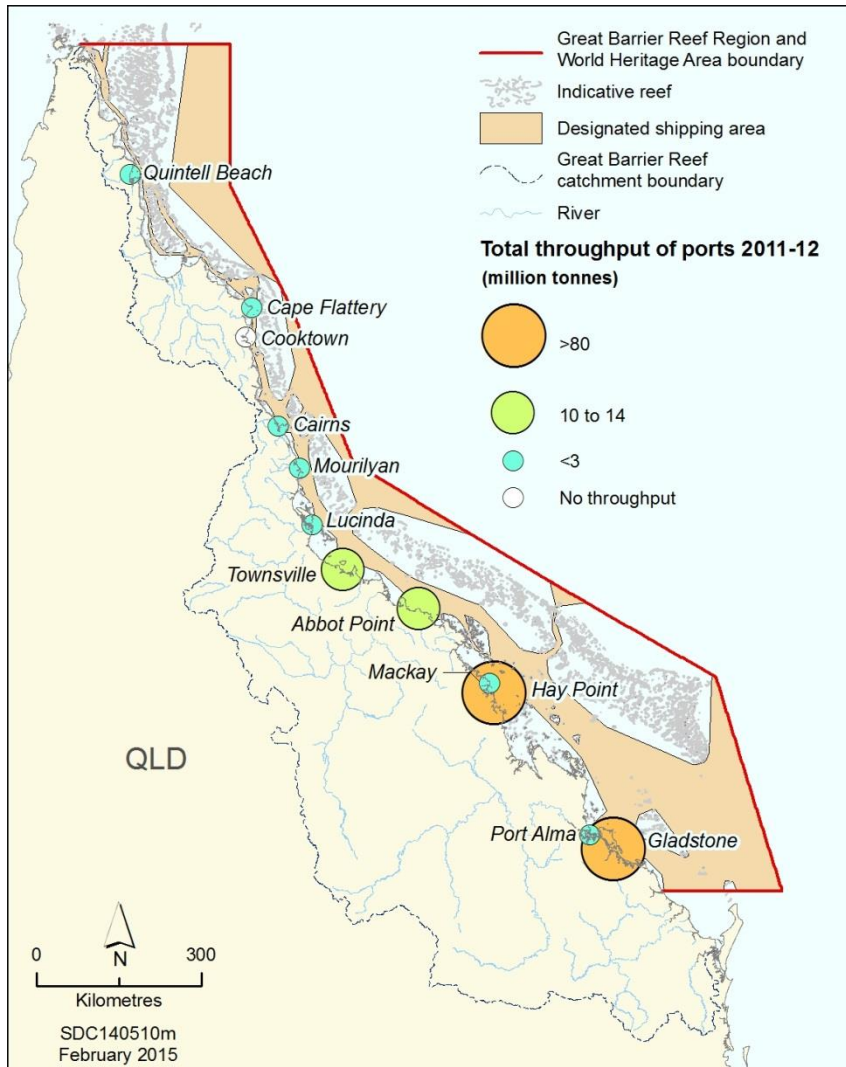 Great Barrier Reef Region and
World Heritage Area boundary
Indicative reef
Designated shipping area
Great Barrier Reef
catchment boundary
River
Total throughput of ports 2011-12
(million tonnes)
>80
10 to 14
<3
No throughput
Quintell Beach
Cape Flattery
Cooktown
Cairns
Mourilyan
Lucinda
Townsville
Abbot Point
Mackay
Hay Point
QLD
Port Alma
Gladstone
N
0 300
Kilometres
SDC140510m
February 2015